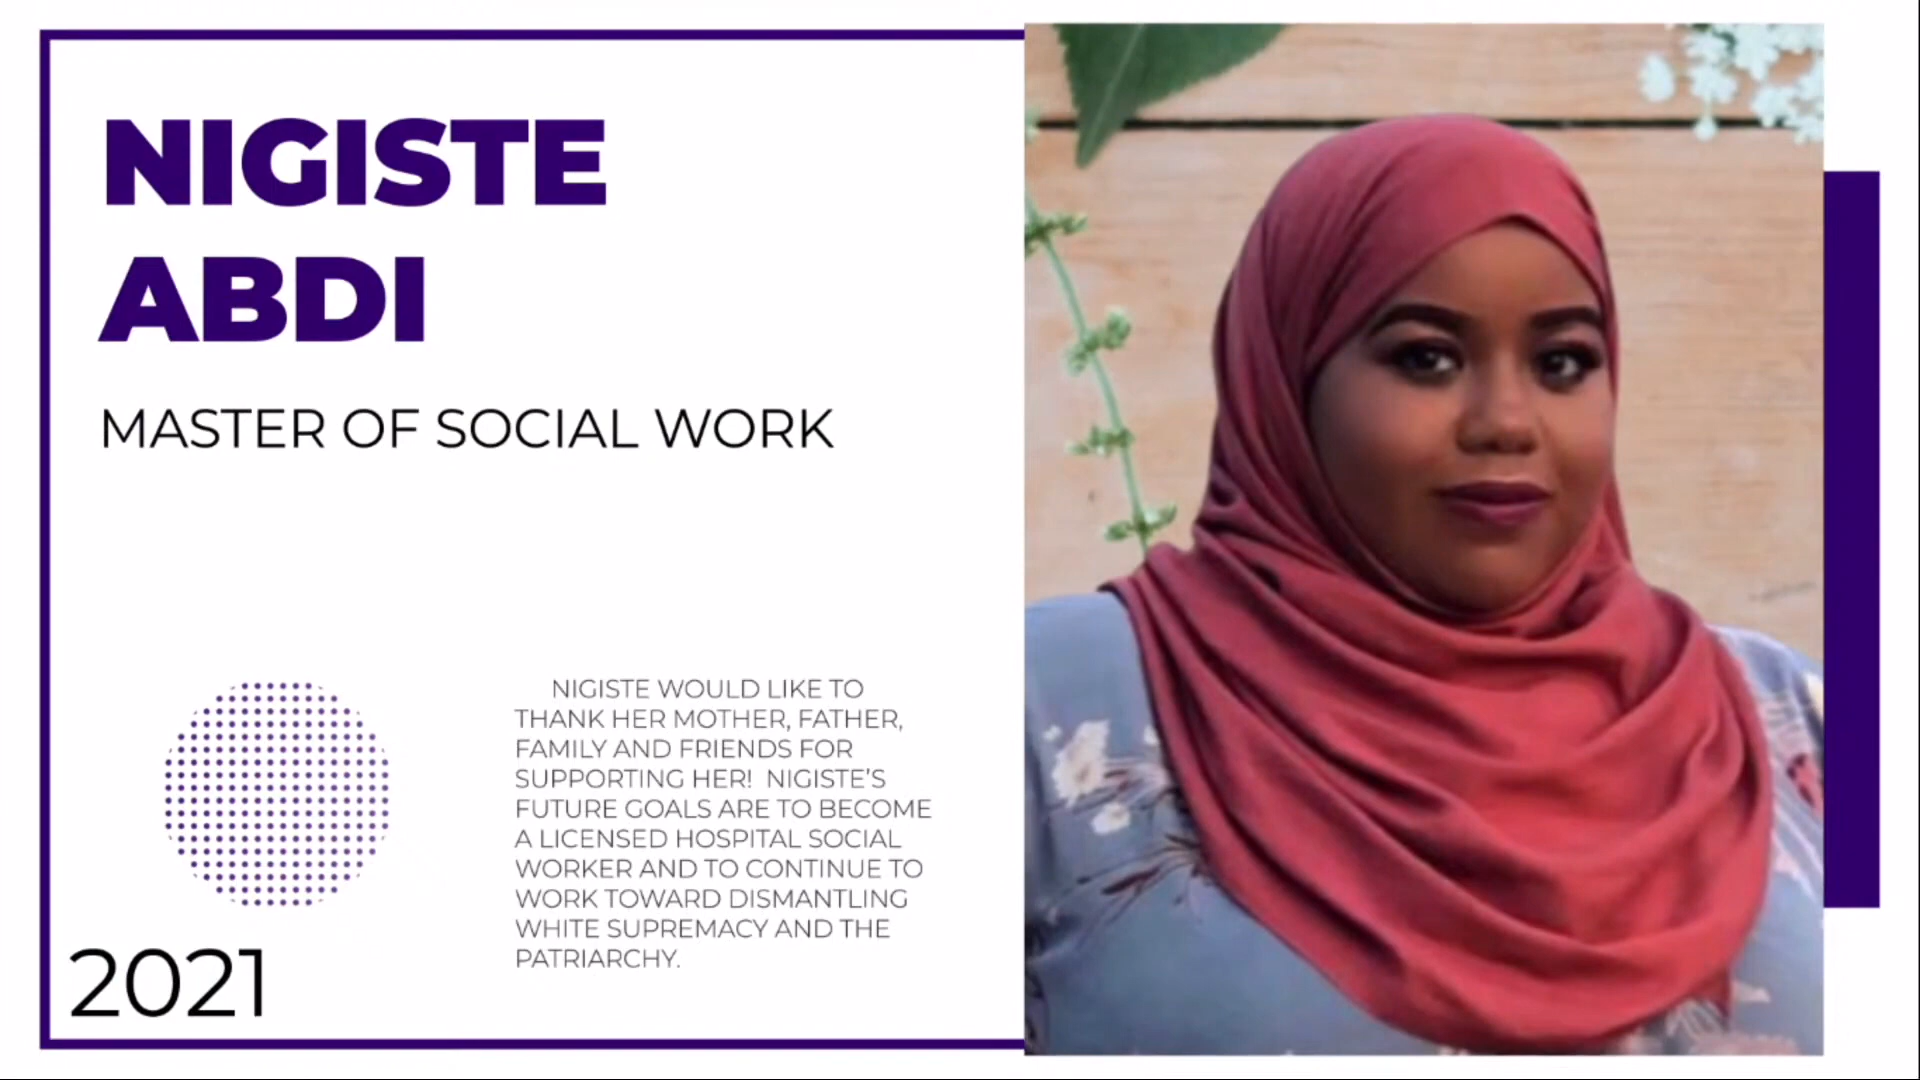 NIGISTE
ABDI
MASTER OF SOCIAL WORK
NIGISTE WOULD LIKE TO
THANK HER MOTHER, FATHER,
FAMILY AND FRIENDS FOR
SUPPORTING HER!  NIGISTE'S
FUTURE GOALS ARE TO BECOME
A LICENSED HOSPITAL SOCIAL
WORKER AND TO CONTINUE TO
WORK TOWARD DISMANTLING
WHITE SUPREMACY AND THE
PATRIARCHY.
2021